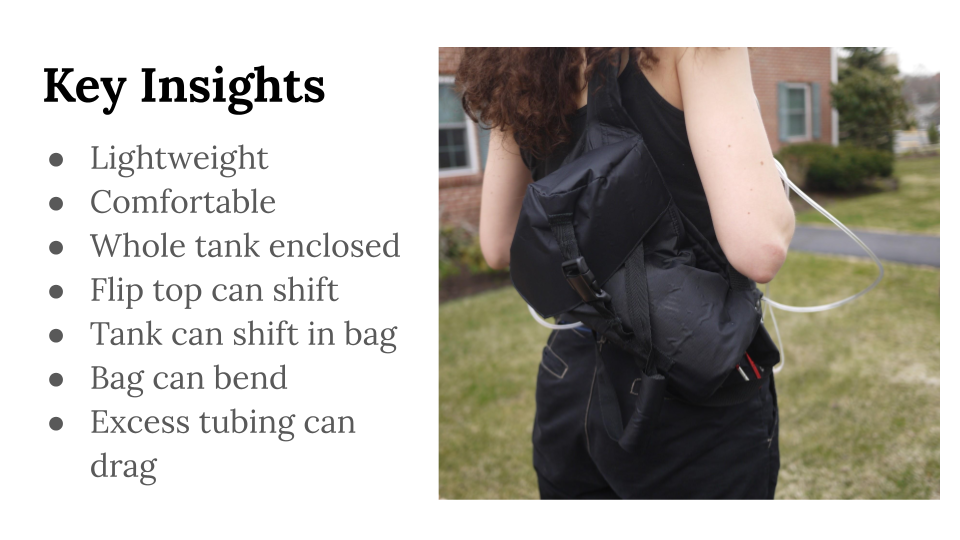 Key Insights
● Lightweight
● Comfortable
● Whole tank enclosed
● Flip top can shift
● Tank can shift in bag
● Bag can bend
● Excess tubing can
drag